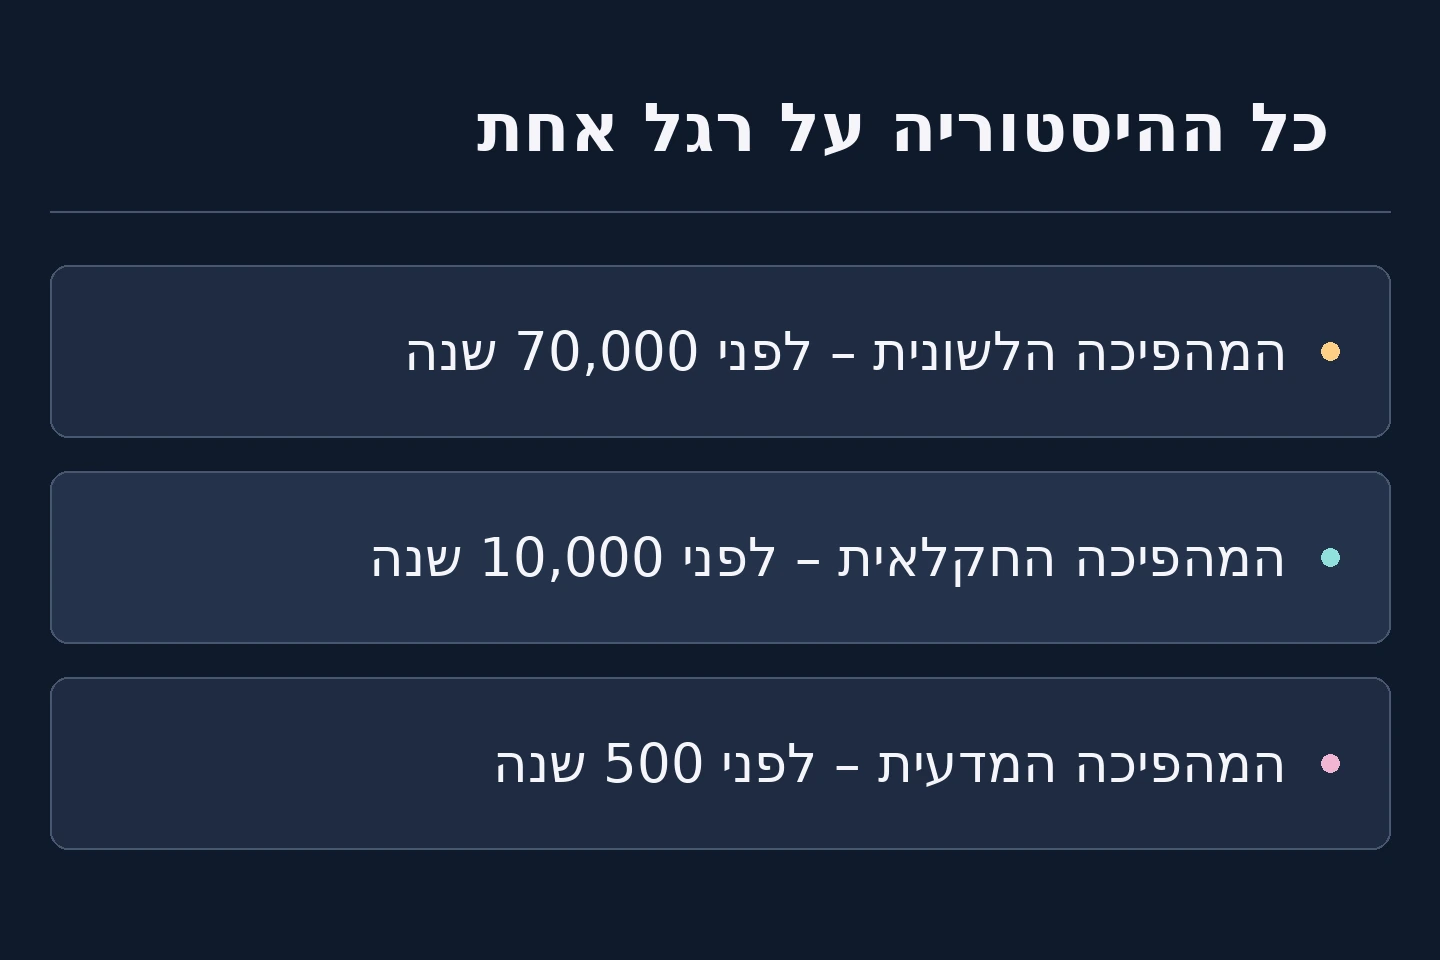 כל ההיסטוריה על רגל אחת
המהפיכה הלשונית – לפני 70,000 שנה
המהפיכה החקלאית – לפני 10,000 שנה
המהפיכה המדעית – לפני 500 שנה